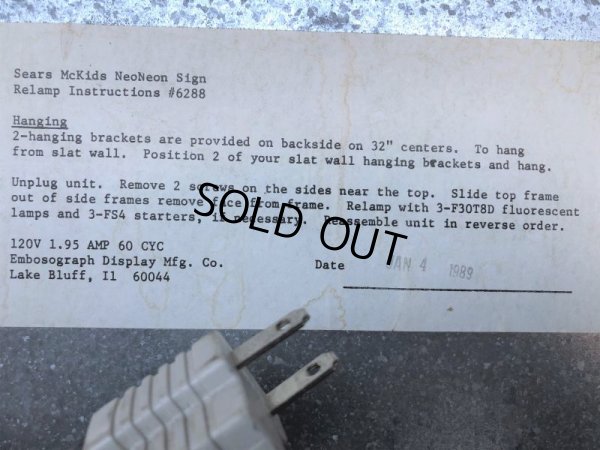 Sears McKids NeoNeon Sign
Relamp Instructions #6288
Hanging
2-hanging brackets are provided on backside on 32" centers. To hang
from slat wall. Position 2 of your slat wall hanging brackets and hang.
Unplug unit. Remove 2 screws on the sides near the top. Slide top frame
out of side frames remove face from frame. Relamp with 3-F30T8D fluorescent
lamps and 3-FS4 starters, if necessary. Reassemble unit in reverse order.
SOLD OUT
120V 1.95 AMP 60 CYC
Embosograph Display Mfg. Co.
Lake Bluff, Il 60044
Date JAN 4 1989